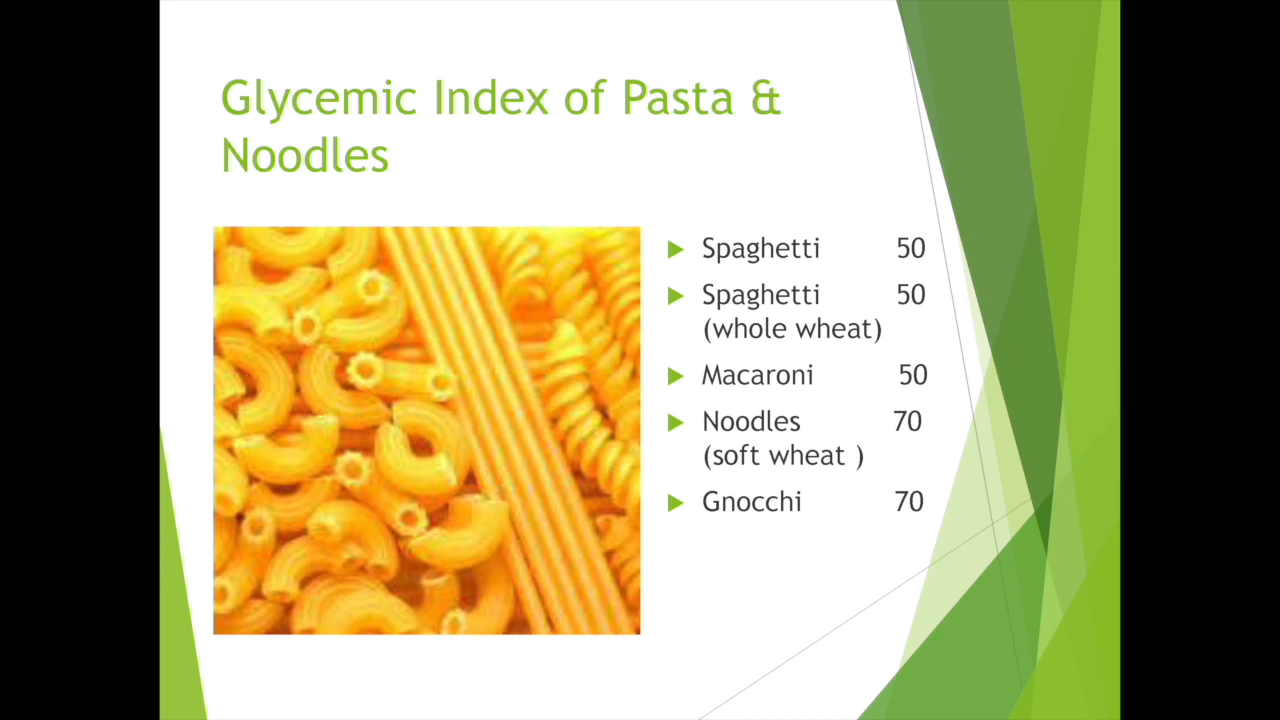 Glycemic Index of Pasta &
Noodles
Spaghetti 50
Spaghetti 50
(whole wheat)
Macaroni 50
Noodles 70
(soft wheat )
Gnocchi 70